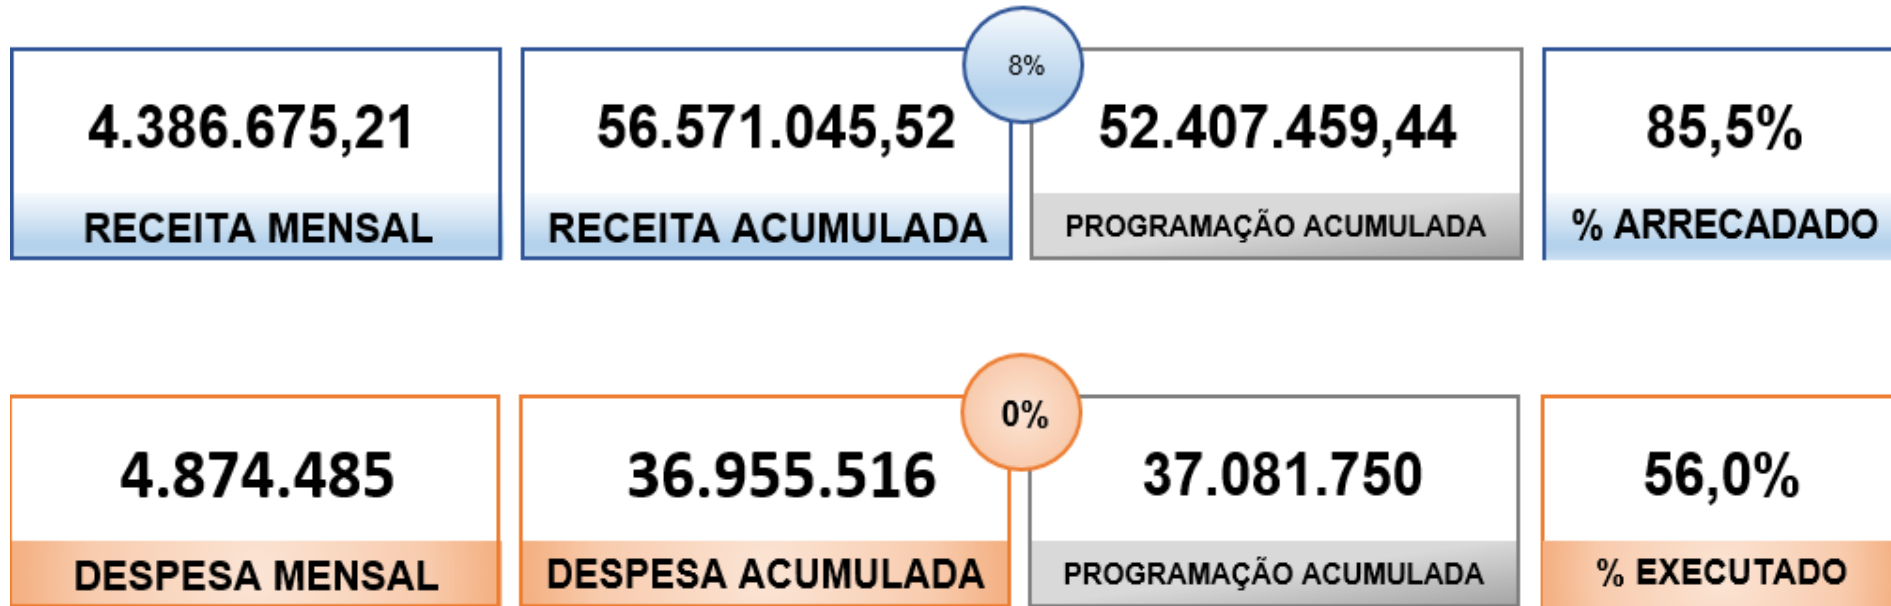 8%
4.386.675,21
56.571.045,52
52.407.459,44
85,5%
RECEITA MENSAL
RECEITA ACUMULADA
PROGRAMAÇÃO ACUMULADA
% ARRECADADO
0%
4.874.485
36.955.516
37.081.750
56,0%
DESPESA MENSAL
DESPESA ACUMULADA
PROGRAMAÇÃO ACUMULADA
% EXECUTADO